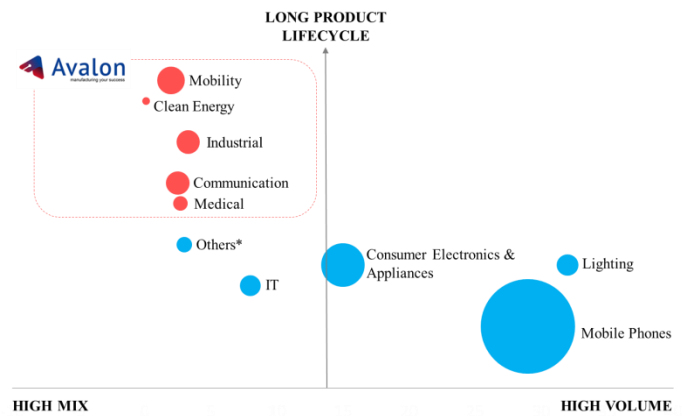 LONG PRODUCT
LIFECYCLE
Avalon
manufacturing your success
Mobility
Clean Energy
Industrial
Communication
Medical
Others*
IT
Consumer Electronics &
Appliances
Lighting
Mobile Phones
HIGH MIX
HIGH VOLUME